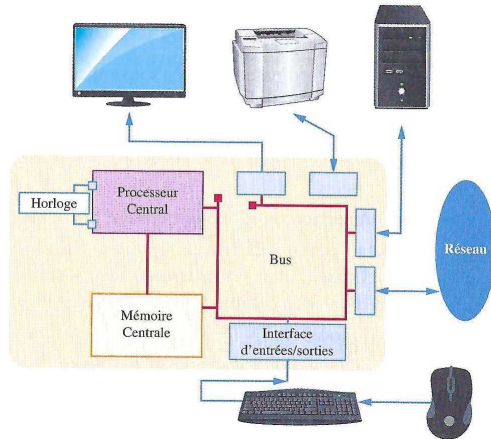 Processeur
Central
Horloge
Bus
Réseau
Mémoire
Centrale
Interface
d'entrées/sorties